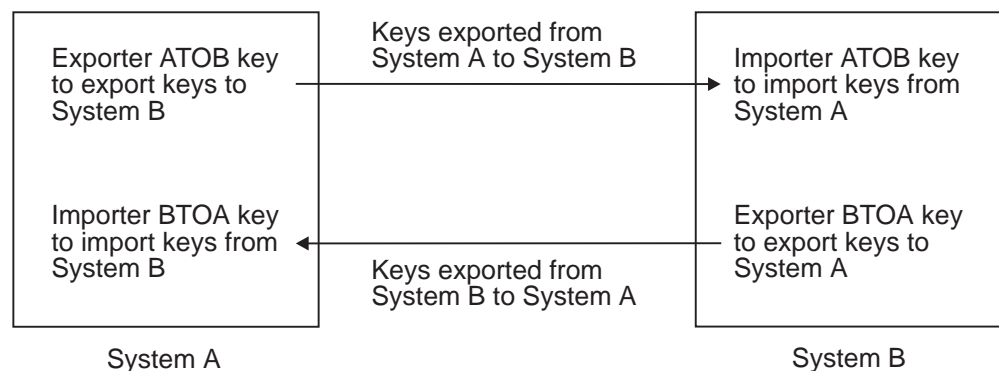 Exporter ATOB key
to export keys to
System B
Keys exported from
System A to System B
Importer ATOB key
to import keys from
System A
Importer BTOA key
to import keys from
System B
Keys exported from
System B to System A
Exporter BTOA key
to export keys to
System A
System A
System B